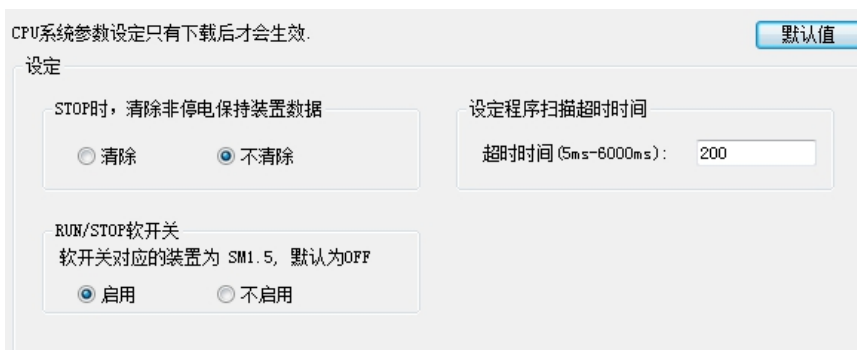 CPU系统参数设定只有下载后才会生效.
默认值
设定
STOP时，清除非停电保持装置数据
清除
不清除
设定程序扫描超时时间
超时时间(5ms-6000ms):
200
RUN/STOP软开关
软开关对应的装置为 SM1.5, 默认为OFF
启用
不启用